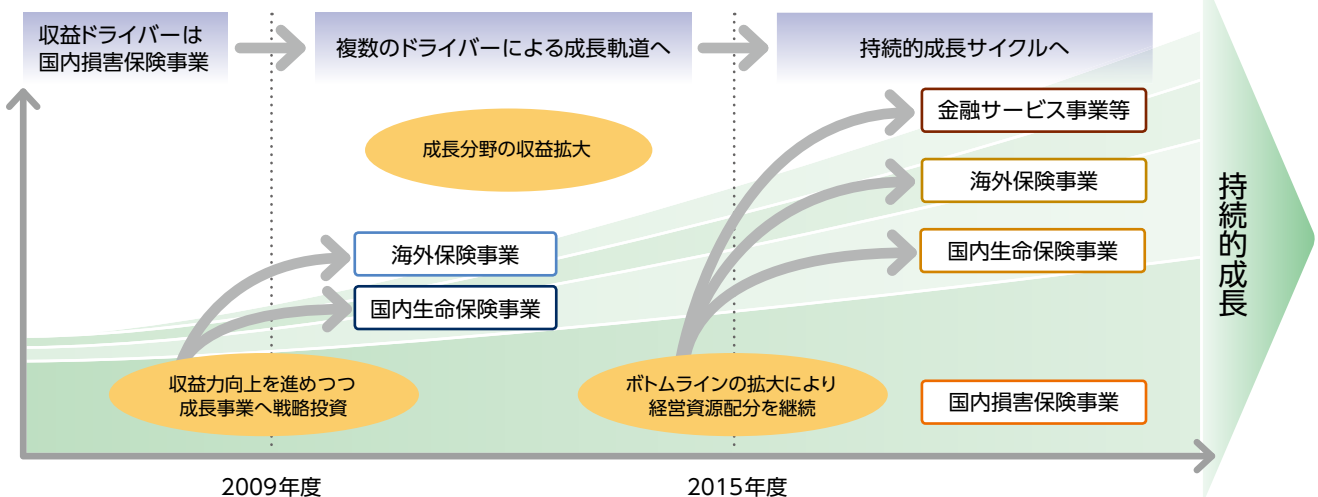 収益ドライバーは
国内損害保険事業
複数のドライバーによる成長軌道へ
持続的成長サイクルへ
成長分野の収益拡大
金融サービス事業等
海外保険事業
国内生命保険事業
海外保険事業
国内生命保険事業
収益力向上を進めつつ
成長事業へ戦略投資
ボトムラインの拡大により
経営資源配分を継続
国内損害保険事業
持続的成長
2009年度
2015年度